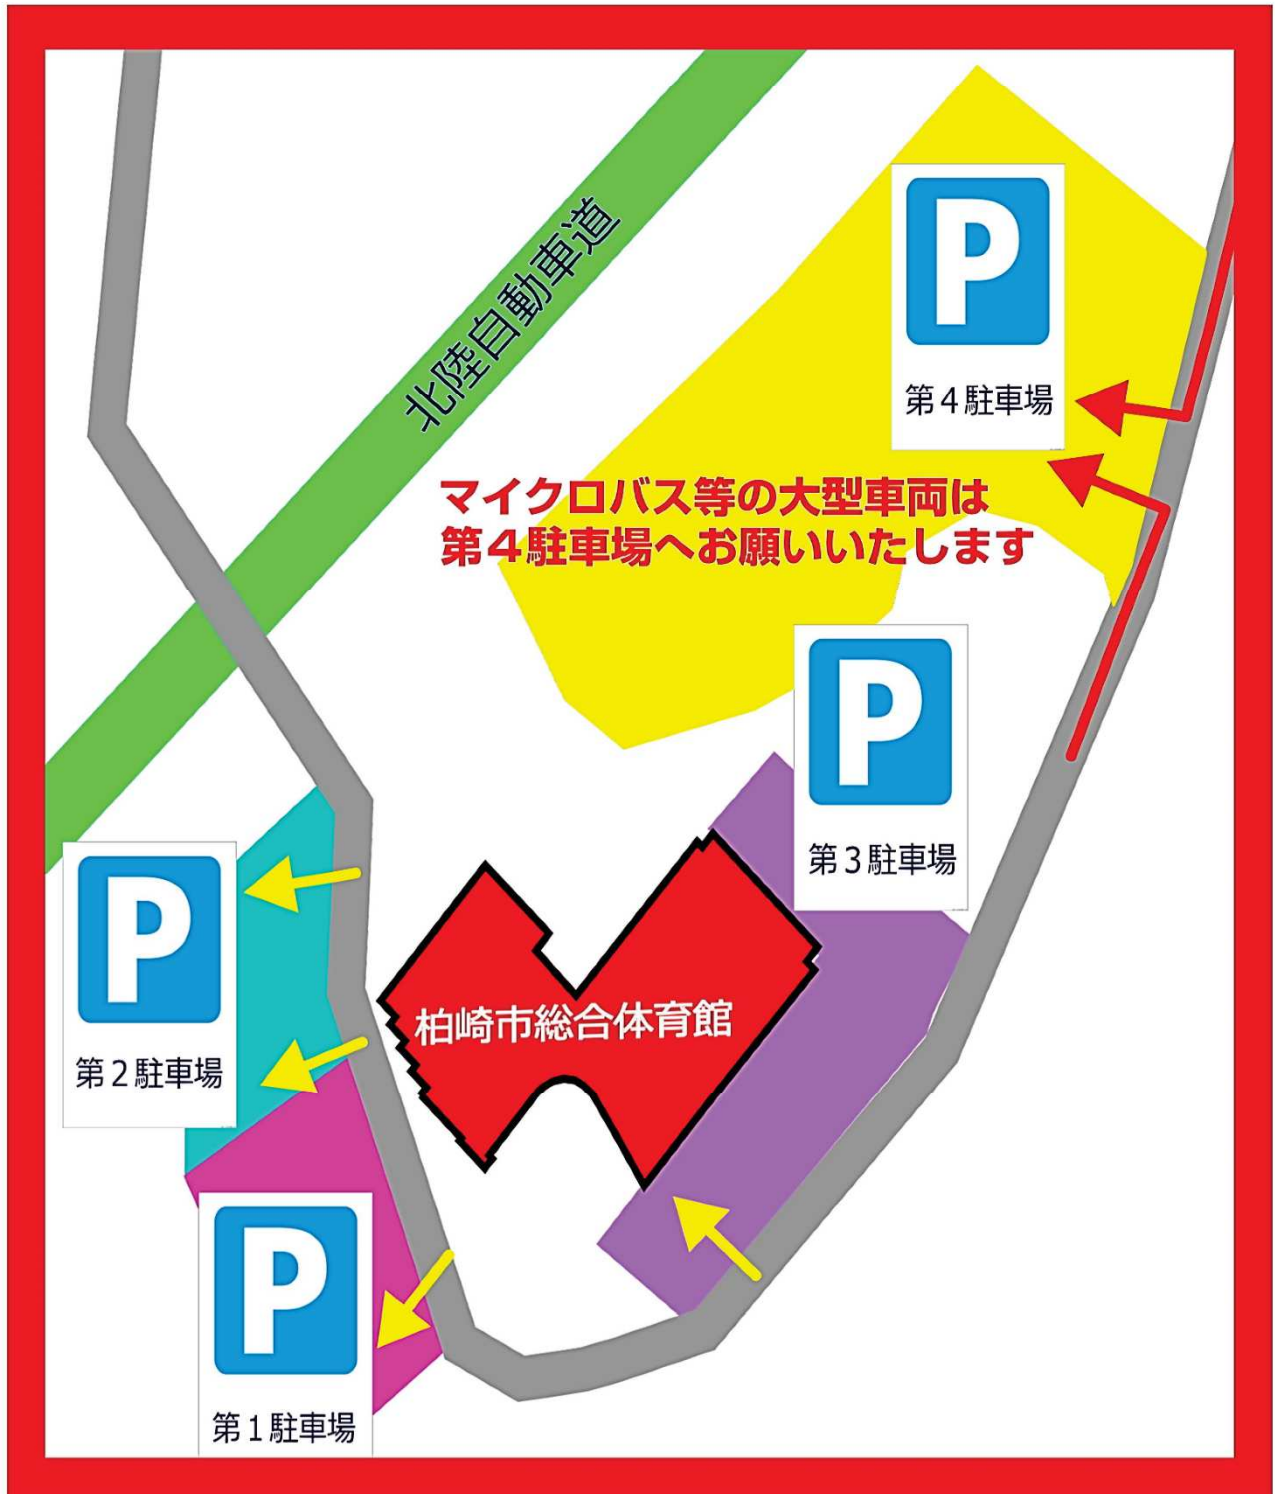 北陸自動車道
P
第4駐車場
マイクロバス等の大型車両は
第4駐車場へお願いいたします
P
第3駐車場
P
第2駐車場
柏崎市総合体育館
P
第1駐車場